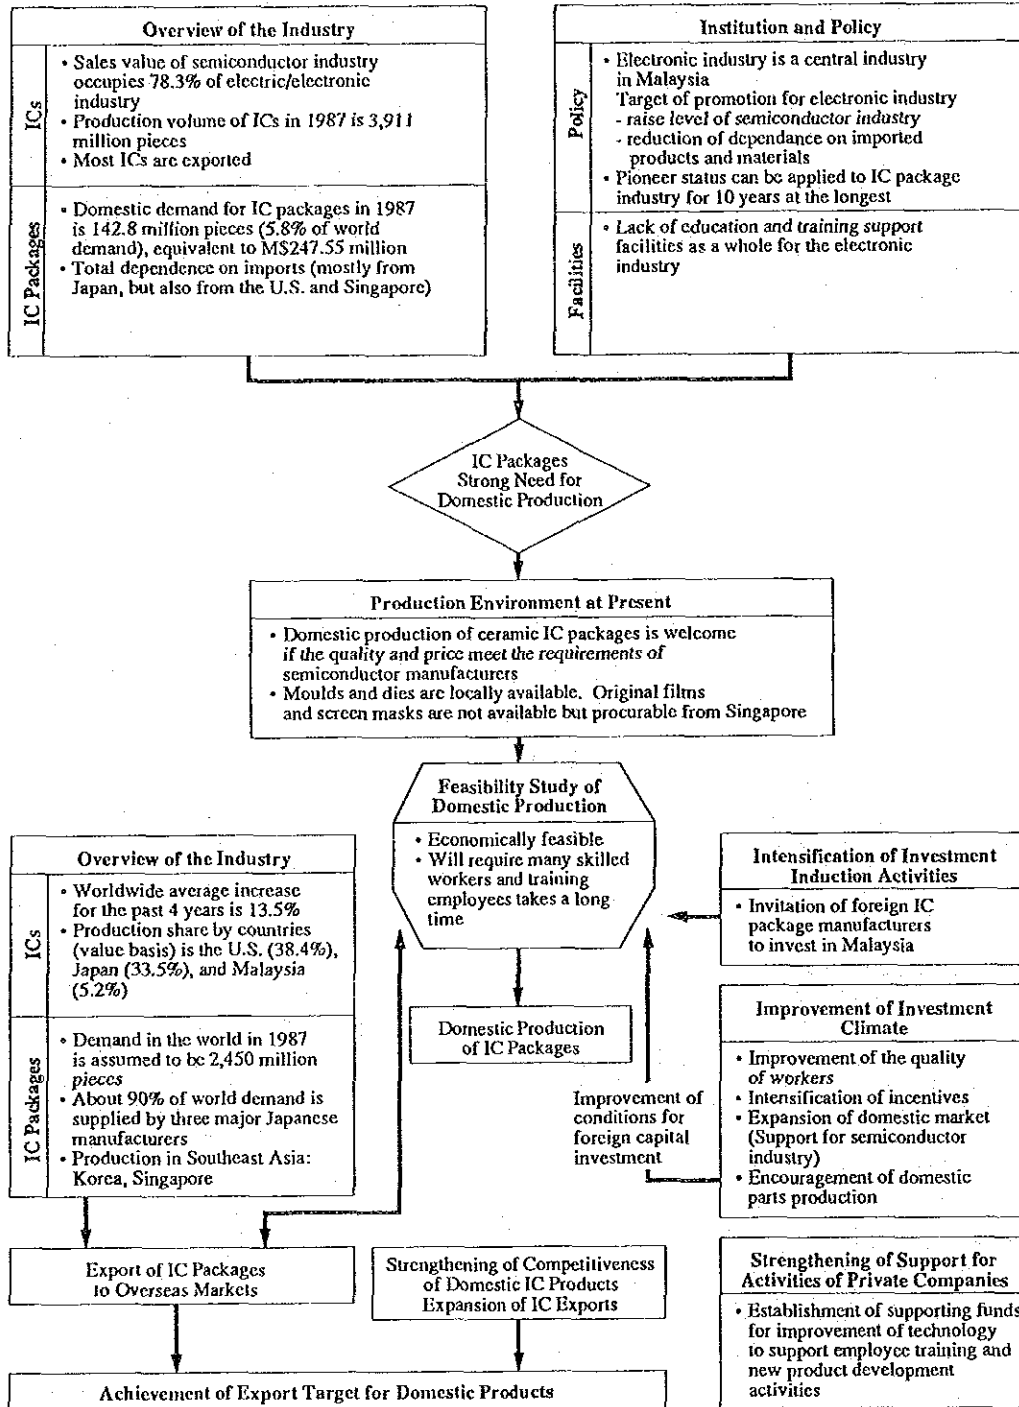 Overview of the Industry
ICs
• Sales value of semiconductor industry
occupies 78.3% of electric/electronic
industry
• Production volume of ICs in 1987 is 3,911
million pieces
• Most ICs are exported
IC Packages
• Domestic demand for IC packages in 1987
is 142.8 million pieces (5.8% of world
demand), equivalent to M$247.55 million
• Total dependence on imports (mostly from
Japan, but also from the U.S. and Singapore)
Institution and Policy
Policy
• Electronic industry is a central industry
in Malaysia
Target of promotion for electronic industry
- raise level of semiconductor industry
- reduction of dependance on imported
products and materials
• Pioneer status can be applied to IC package
industry for 10 years at the longest
Facilities
• Lack of education and training support
facilities as a whole for the electronic
industry
IC Packages
Strong Need for
Domestic Production
Production Environment at Present
• Domestic production of ceramic IC packages is welcome
if the quality and price meet the requirements of
semiconductor manufacturers
• Moulds and dies are locally available. Original films
and screen masks are not available but procurable from Singapore
Feasibility Study of
Domestic Production
• Economically feasible
• Will require many skilled
workers and training
employees takes a long
time
Overview of the Industry
ICs
• Worldwide average increase
for the past 4 years is 13.5%
• Production share by countries
(value basis) is the U.S. (38.4%),
Japan (33.5%), and Malaysia
(5.2%)
IC Packages
• Demand in the world in 1987
is assumed to be 2,450 million
pieces
• About 90% of world demand is
supplied by three major Japanese
manufacturers
• Production in Southeast Asia:
Korea, Singapore
Domestic Production
of IC Packages
Improvement of
conditions for
foreign capital
investment
Intensification of Investment
Induction Activities
• Invitation of foreign IC
package manufacturers
to invest in Malaysia
Improvement of Investment
Climate
• Improvement of the quality
of workers
• Intensification of incentives
• Expansion of domestic market
(Support for semiconductor
industry)
• Encouragement of domestic
parts production
Export of IC Packages
to Overseas Markets
Strengthening of Competitiveness
of Domestic IC Products
Expansion of IC Exports
Strengthening of Support for
Activities of Private Companies
• Establishment of supporting funds
for improvement of technology
to support employee training and
new product development
activities
Achievement of Export Target for Domestic Products